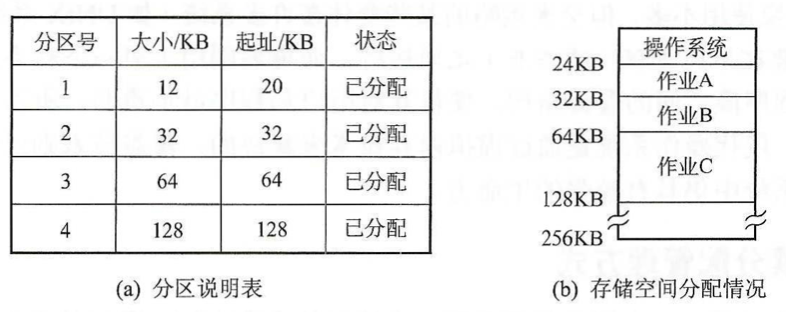 分区号 大小/KB 起址/KB 状态
1 12 20 已分配
2 32 32 已分配
3 64 64 已分配
4 128 128 已分配
(a) 分区说明表
操作系统
24KB
作业A
32KB
作业B
64KB
作业C
128KB
256KB
(b) 存储空间分配情况